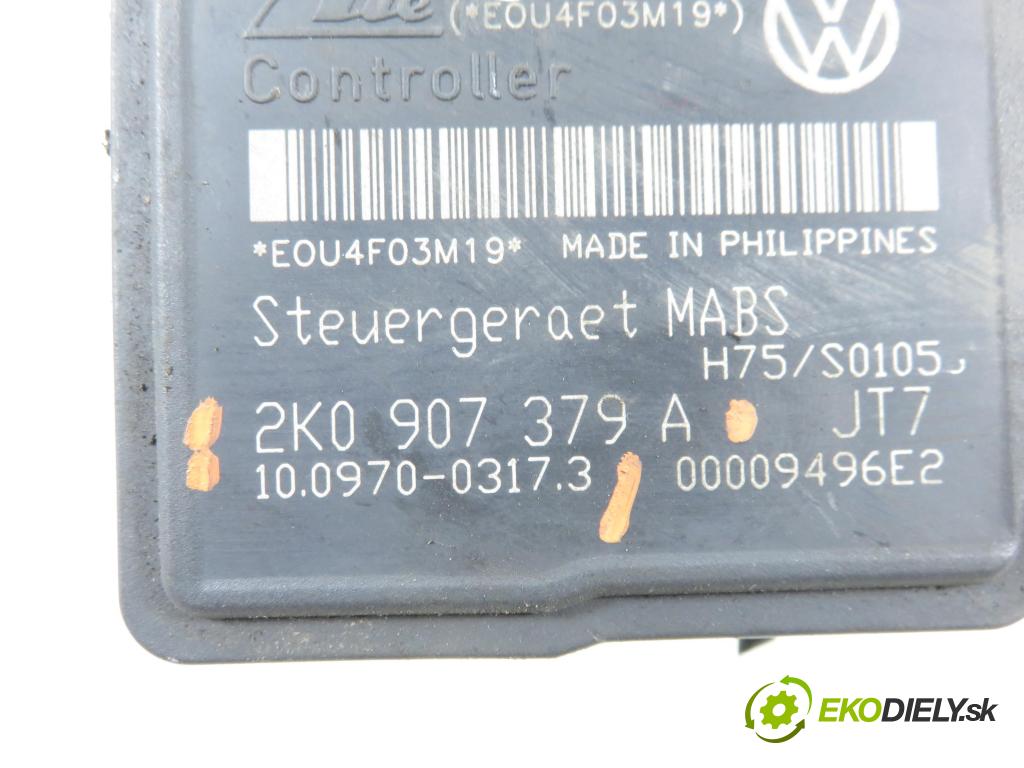 Ate (*EOU4F03M19*)
Controller
*EOU4F03M19* MADE IN PHILIPPINES
Steuergeraet MABS
H75/S0105
2K0 907 379 A JT7
10.0970-0317.3 00009496E2
EKODIELY.sk